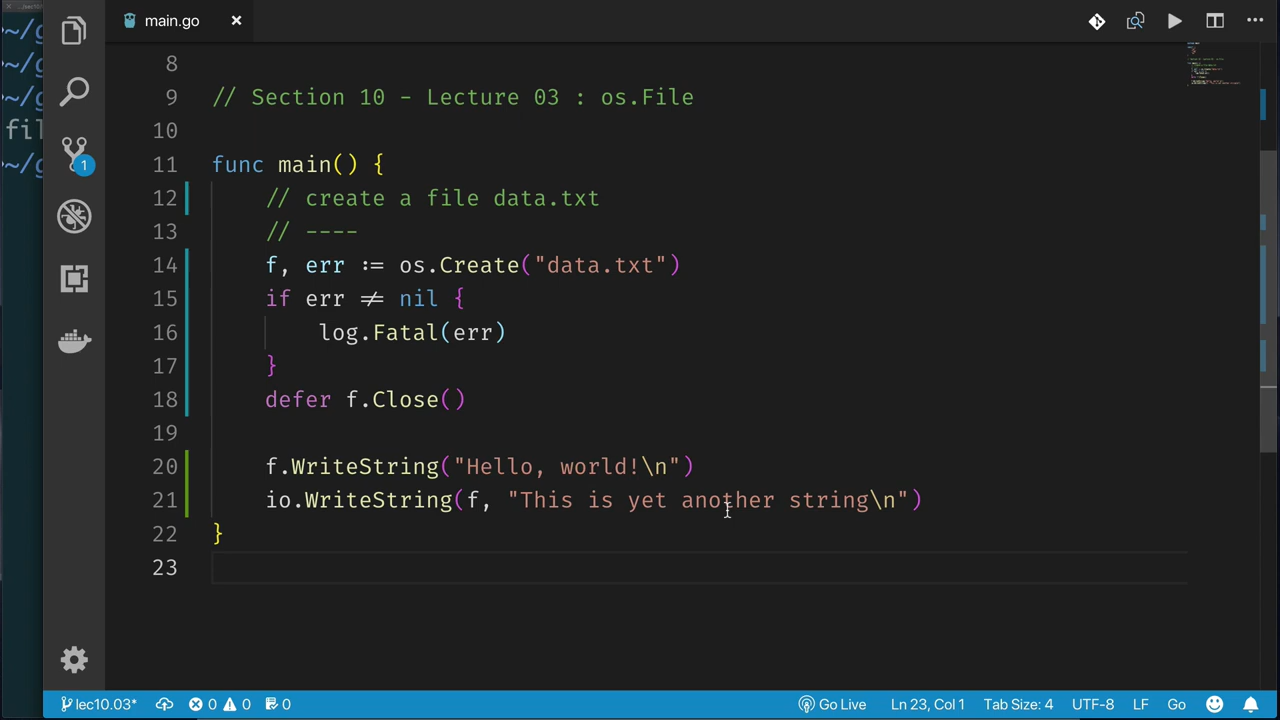 main.go
8
9 // Section 10 - Lecture 03 : os.File
10
11 func main() {
12 // create a file data.txt
13 // ----
14 f, err := os.Create("data.txt")
15 if err ≠ nil {
16 log.Fatal(err)
17 }
18 defer f.Close()
19
20 f.WriteString("Hello, world!\n")
21 io.WriteString(f, "This is yet another string\n")
22 }
23
~/g
~/g
~/g
fil
~/g
1
lec10.03* 0 0 0 Go Live Ln 23, Col 1 Tab Size: 4 UTF-8 LF Go